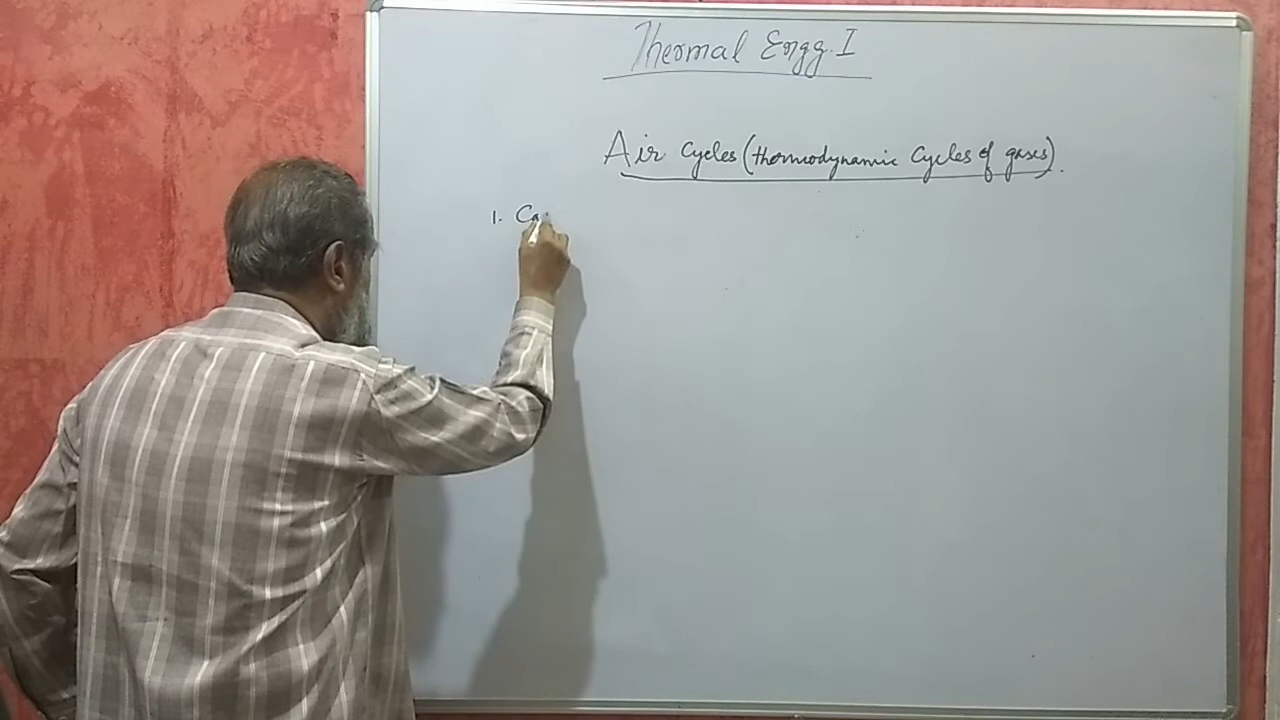 Thermal Engg. I
Air Cycles (thermodynamic Cycles of gases).
1. Ca